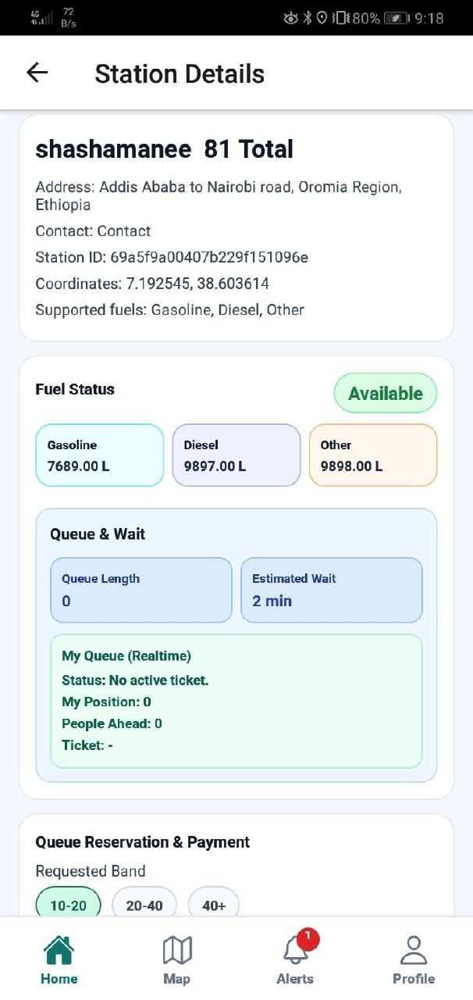 4G 72 B/s 80% 9:18
Station Details
shashamanee 81 Total
Address: Addis Ababa to Nairobi road, Oromia Region,
Ethiopia
Contact: Contact
Station ID: 69a5f9a00407b229f151096e
Coordinates: 7.192545, 38.603614
Supported fuels: Gasoline, Diesel, Other
Fuel Status Available
Gasoline Diesel Other
7689.00 L 9897.00 L 9898.00 L
Queue & Wait
Queue Length Estimated Wait
0 2 min
My Queue (Realtime)
Status: No active ticket.
My Position: 0
People Ahead: 0
Ticket: -
Queue Reservation & Payment
Requested Band
10-20 20-40 40+
1
Home Map Alerts Profile